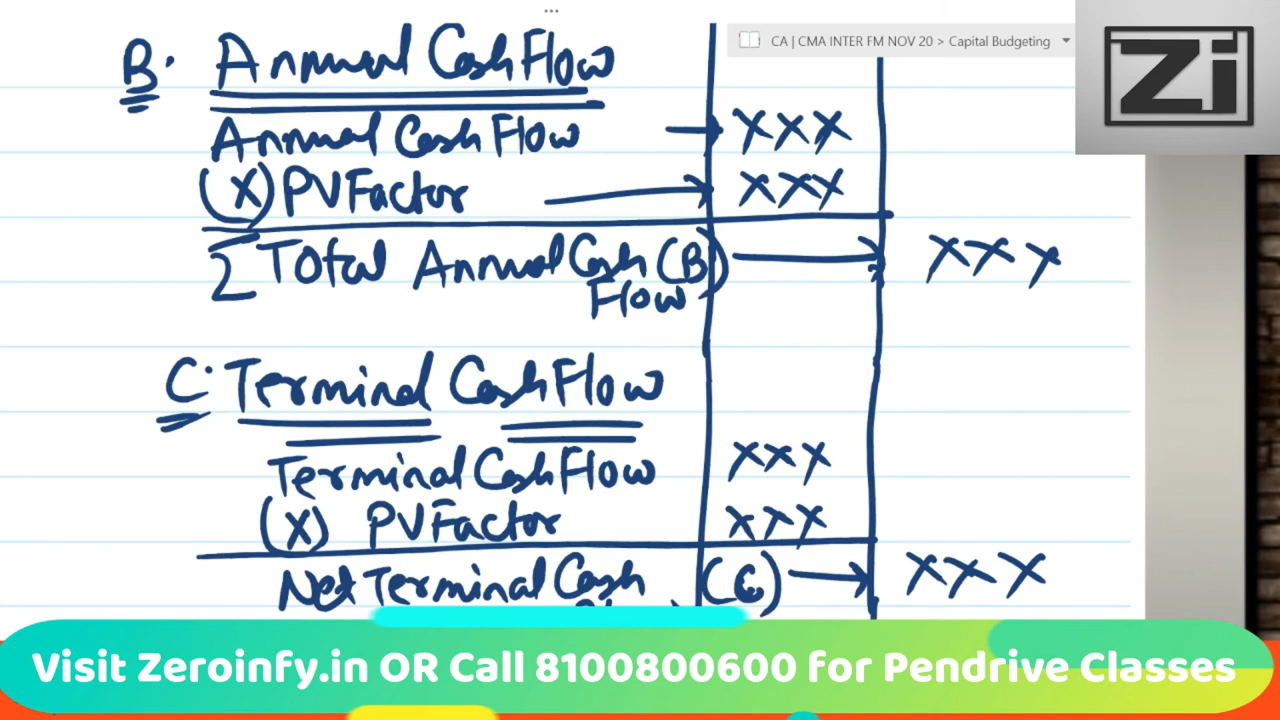 CA | CMA INTER FM NOV 20 > Capital Budgeting
Zi
B. Annual Cash Flow
Annual Cash Flow XXX
(X) PV Factor XXX
Σ Total Annual Cash Flow (B) XXX
C. Terminal Cash Flow
Terminal Cash Flow XXX
(X) PV Factor XXX
Net Terminal Cash (C) XXX
Visit Zeroinfy.in OR Call 8100800600 for Pendrive Classes